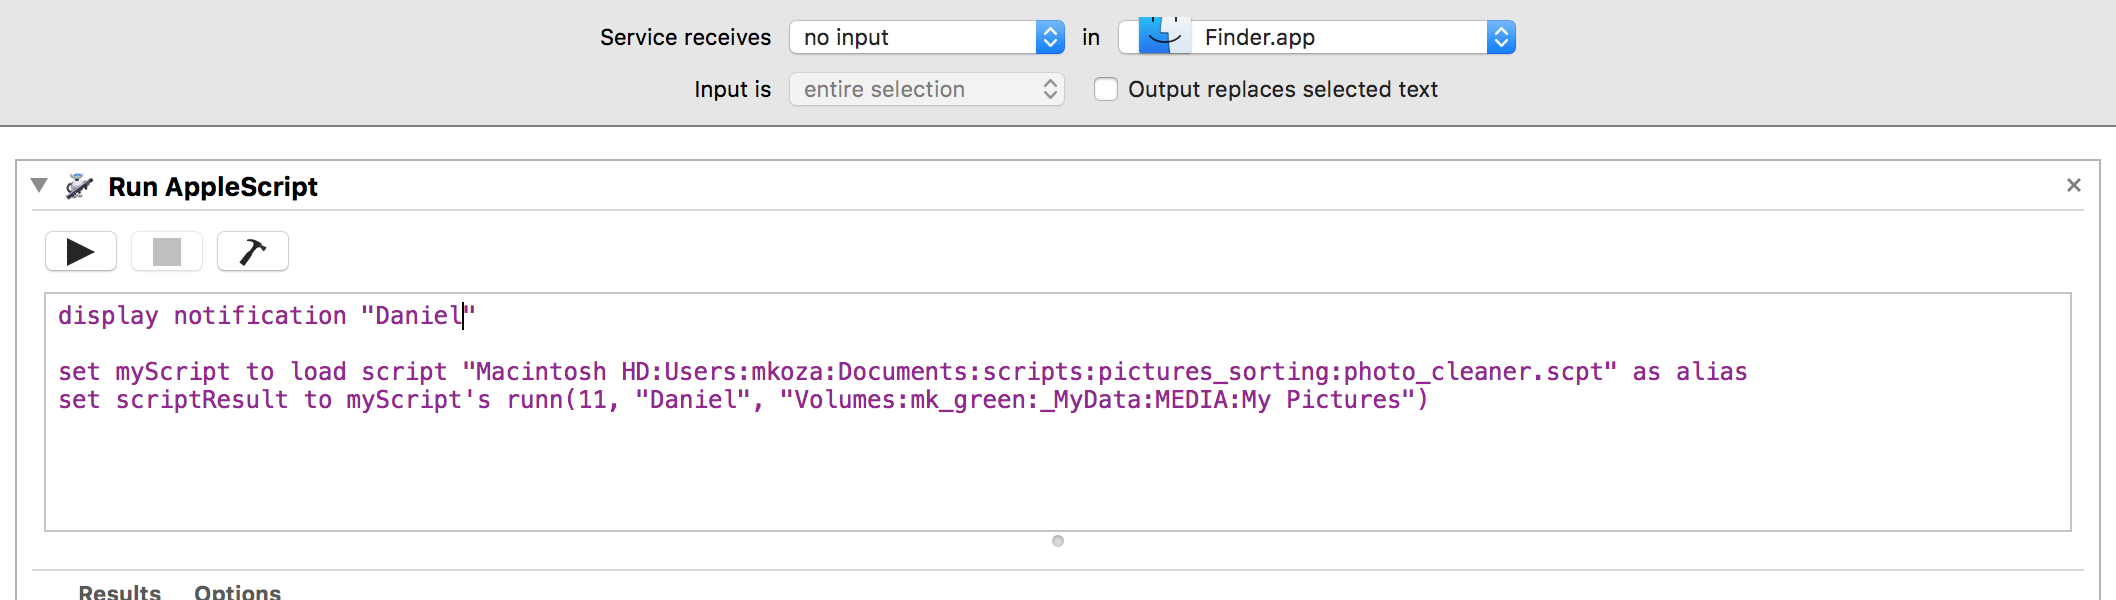 Service receives no input in Finder.app
Input is entire selection Output replaces selected text
Run AppleScript
display notification "Daniel"
set myScript to load script "Macintosh HD:Users:mkoza:Documents:scripts:pictures_sorting:photo_cleaner.scpt" as alias
set scriptResult to myScript's runn(11, "Daniel", "Volumes:mk_green:_MyData:MEDIA:My Pictures")
Results Options